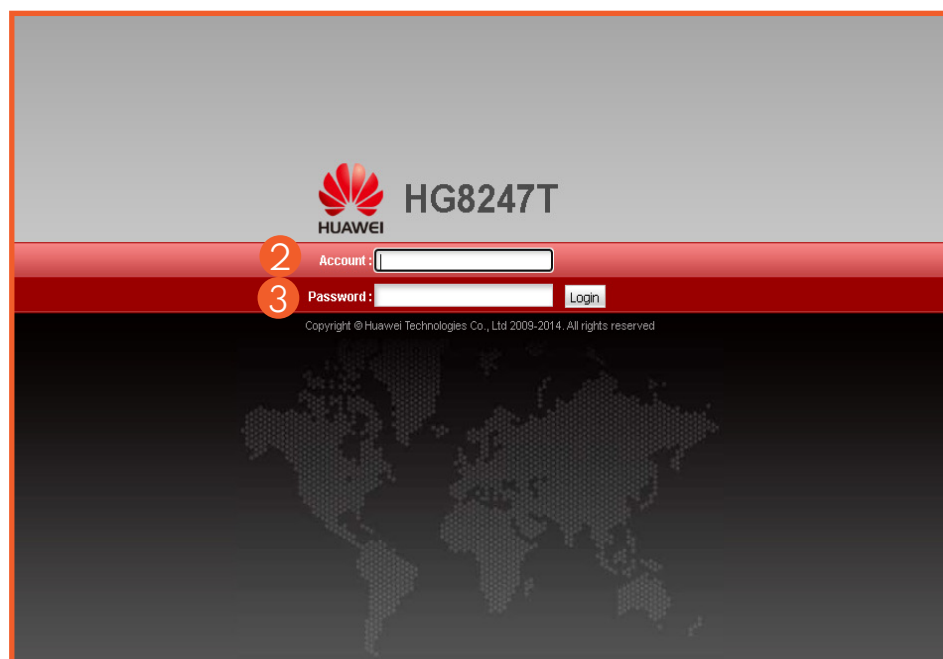 HUAWEI
HG8247T
2 Account :
3 Password : Login
Copyright © Huawei Technologies Co., Ltd 2009-2014. All rights reserved